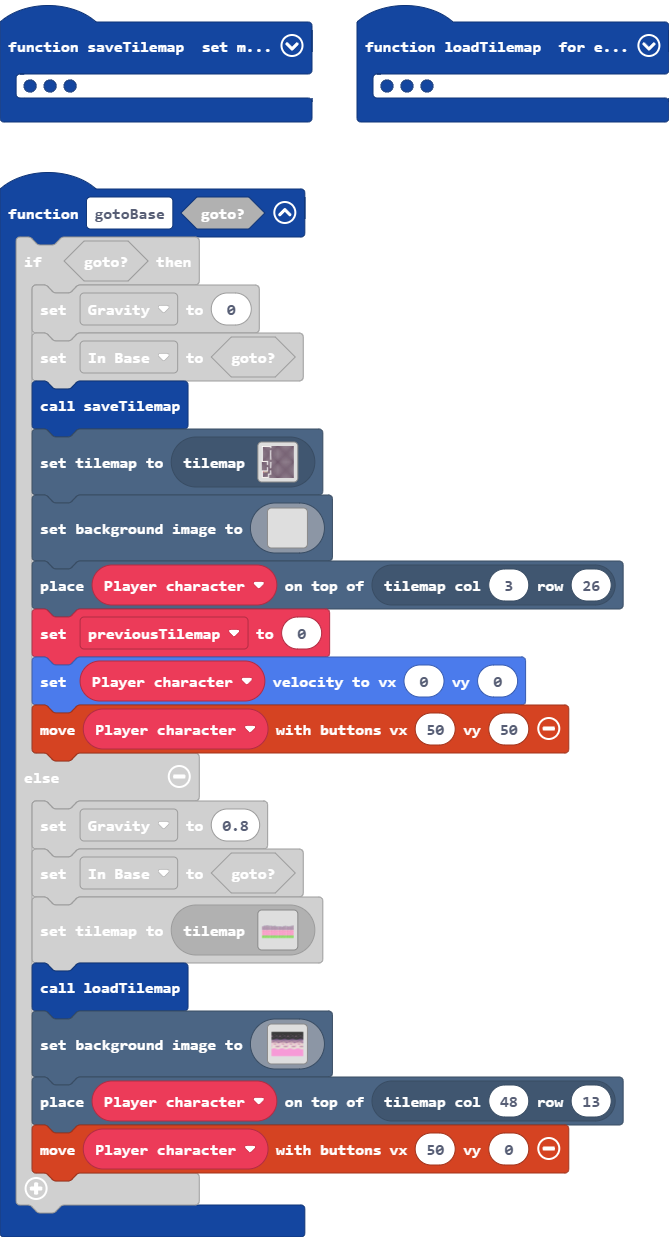 function saveTilemap set m...
function loadTilemap for e...
function gotoBase goto?
if goto? then
set Gravity to 0
set In Base to goto?
call saveTilemap
set tilemap to tilemap
set background image to
place Player character on top of tilemap col 3 row 26
set previousTilemap to 0
set Player character velocity to vx 0 vy 0
move Player character with buttons vx 50 vy 50
else
set Gravity to 0.8
set In Base to goto?
set tilemap to tilemap
call loadTilemap
set background image to
place Player character on top of tilemap col 48 row 13
move Player character with buttons vx 50 vy 0